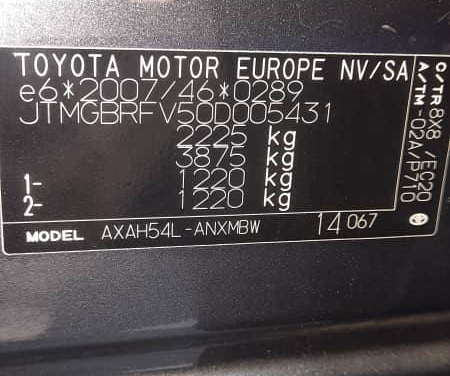 TOYOTA MOTOR EUROPE NV/SA
e6*2007/46*0289
JTMGBRFV50D005431
2225 kg
3875 kg
1- 1220 kg
2- 1220 kg
MODEL AXAH54L-ANXMBW 14 067
C/TR 8X8 /EC20
A/TM -02A/P710